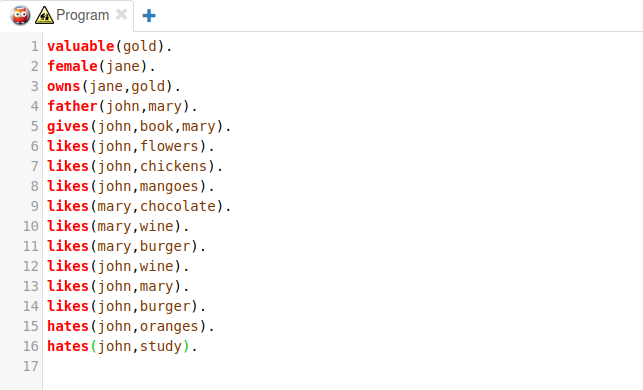 Program
1 valuable(gold).
2 female(jane).
3 owns(jane,gold).
4 father(john,mary).
5 gives(john,book,mary).
6 likes(john,flowers).
7 likes(john,chickens).
8 likes(john,mangoes).
9 likes(mary,chocolate).
10 likes(mary,wine).
11 likes(mary,burger).
12 likes(john,wine).
13 likes(john,mary).
14 likes(john,burger).
15 hates(john,oranges).
16 hates(john,study).
17